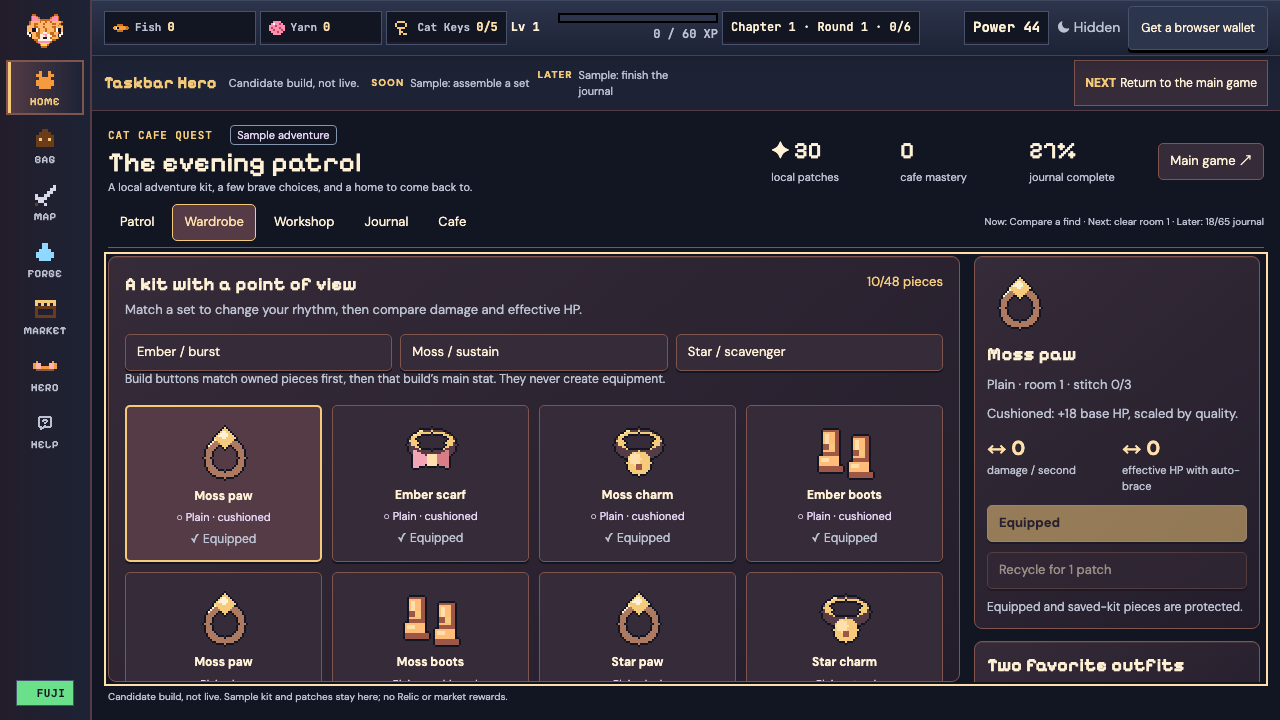 Fish 0
Yarn 0
Cat Keys 0/5
Lv 1
0 / 60 XP
Chapter 1 · Round 1 · 0/6
Power 44
Hidden
Get a browser wallet
HOME
BAG
MAP
FORGE
MARKET
HERO
HELP
FUJI
Taskbar Hero
Candidate build, not live.
SOON Sample: assemble a set
LATER Sample: finish the
journal
NEXT Return to the main game
CAT CAFE QUEST
Sample adventure
The evening patrol
A local adventure kit, a few brave choices, and a home to come back to.
✦ 30
local patches
0
cafe mastery
27%
journal complete
Main game ↗
Patrol
Wardrobe
Workshop
Journal
Cafe
Now: Compare a find · Next: clear room 1 · Later: 18/65 journal
A kit with a point of view
10/48 pieces
Match a set to change your rhythm, then compare damage and effective HP.
Ember / burst
Moss / sustain
Star / scavenger
Build buttons match owned pieces first, then that build's main stat. They never create equipment.
Moss paw
○ Plain · cushioned
✓ Equipped
Ember scarf
○ Plain · cushioned
✓ Equipped
Moss charm
○ Plain · cushioned
✓ Equipped
Ember boots
○ Plain · cushioned
✓ Equipped
Moss paw
Moss boots
Star paw
Star charm
Moss paw
Plain · room 1 · stitch 0/3
Cushioned: +18 base HP, scaled by quality.
↔ 0
damage / second
↔ 0
effective HP with auto-
brace
Equipped
Recycle for 1 patch
Equipped and saved-kit pieces are protected.
Two favorite outfits
Candidate build, not live. Sample kit and patches stay here; no Relic or market rewards.